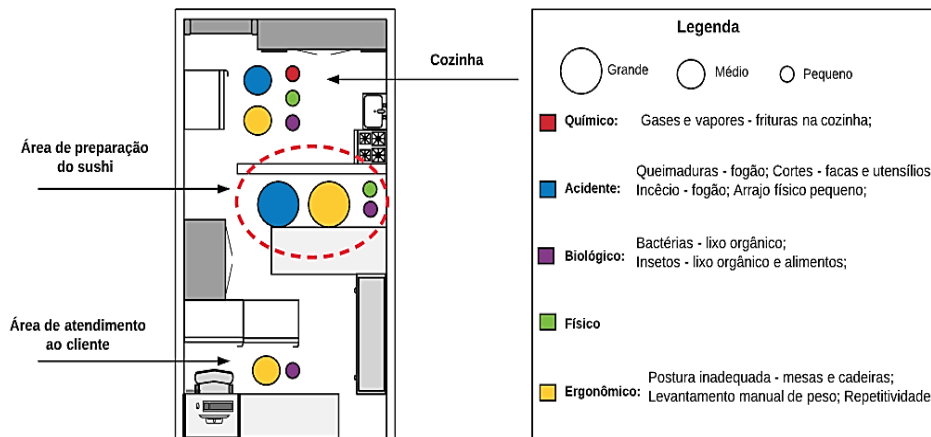 Legenda
Grande
Médio
Pequeno
Químico: Gases e vapores - frituras na cozinha;
Acidente: Queimaduras - fogão; Cortes - facas e utensílios
Incêcio - fogão; Arrajo físico pequeno;
Biológico: Bactérias - lixo orgânico;
Insetos - lixo orgânico e alimentos;
Físico
Ergonômico: Postura inadequada - mesas e cadeiras;
Levantamento manual de peso; Repetitividade
Cozinha
Área de preparação
do sushi
Área de atendimento
ao cliente